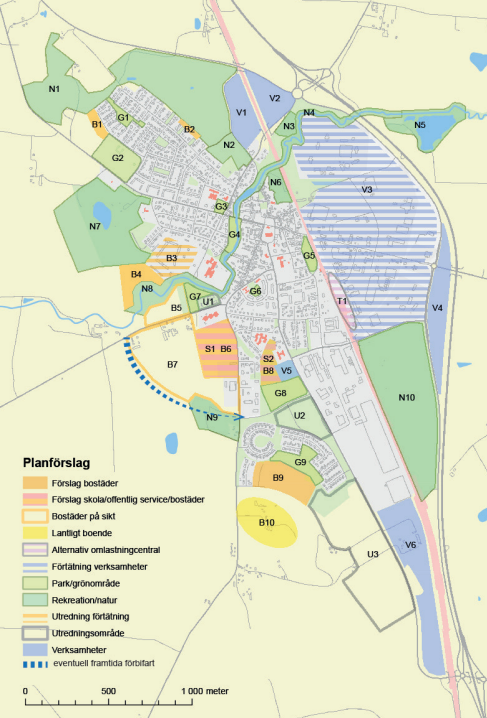 N1
B1
G1
G2
B2
V1
V2
N2
N3
N4
N5
N6
V3
N7
G3
G4
G5
B3
B4
N8
B5
G7
U1
G6
T1
V4
B7
S1 B6
S2
B8
V5
G8
U2
N9
N10
G9
B9
B10
U3
V6
Planförslag
Förslag bostäder
Förslag skola/offentlig service/bostäder
Bostäder på sikt
Lantligt boende
Alternativ omlastningcentral
Förtätning verksamheter
Park/grönområde
Rekreation/natur
Utredning förtätning
Utredningsområde
Verksamheter
eventuell framtida förbifart
0 500 1 000 meter